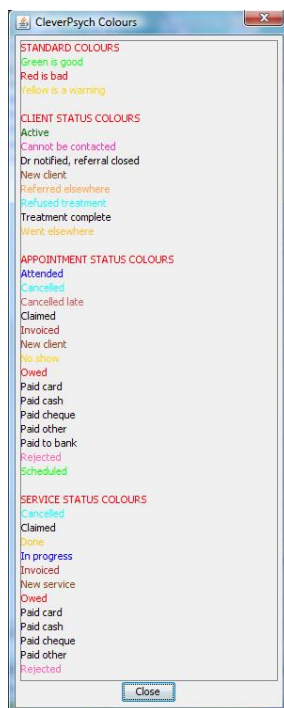 CleverPsych Colours
STANDARD COLOURS
Green is good
Red is bad
Yellow is a warning
CLIENT STATUS COLOURS
Active
Cannot be contacted
Dr notified, referral closed
New client
Referred elsewhere
Refused treatment
Treatment complete
Went elsewhere
APPOINTMENT STATUS COLOURS
Attended
Cancelled
Cancelled late
Claimed
Invoiced
New client
No show
Owed
Paid card
Paid cash
Paid cheque
Paid other
Paid to bank
Rejected
Scheduled
SERVICE STATUS COLOURS
Cancelled
Claimed
Done
In progress
Invoiced
New service
Owed
Paid card
Paid cash
Paid cheque
Paid other
Rejected
Close